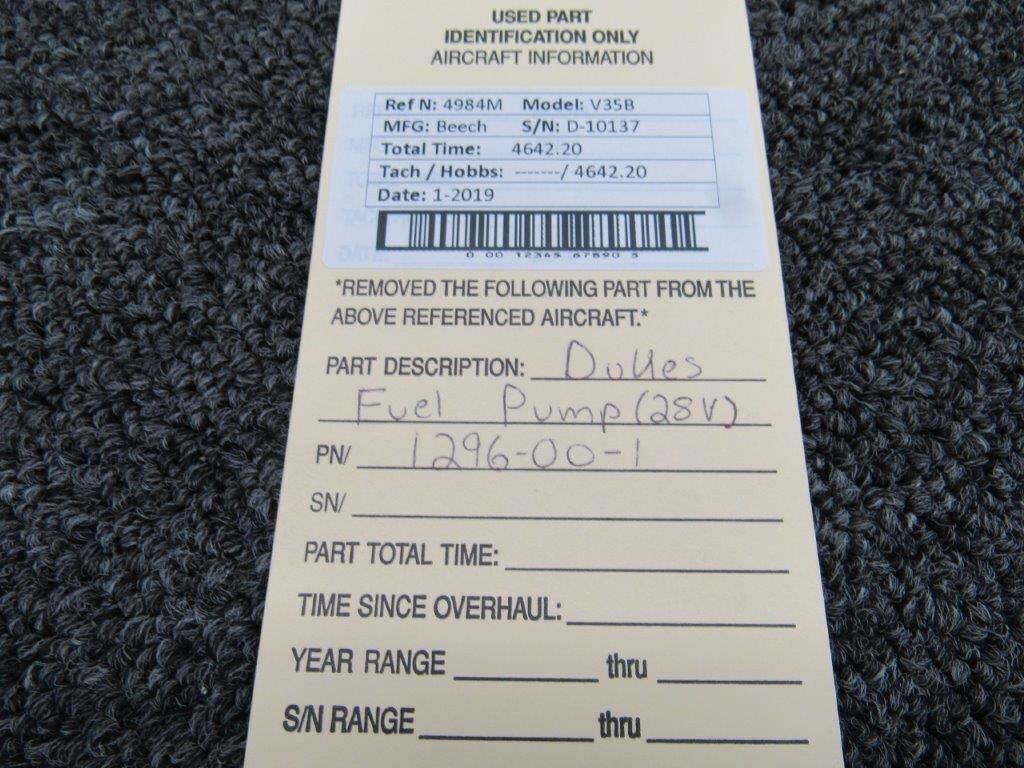 USED PART
IDENTIFICATION ONLY
AIRCRAFT INFORMATION
Ref N: 4984M Model: V35B
MFG: Beech S/N: D-10137
Total Time: 4642.20
Tach / Hobbs: -------/ 4642.20
Date: 1-2019
0 00 12345 67890 5
*REMOVED THE FOLLOWING PART FROM THE
ABOVE REFERENCED AIRCRAFT.*
PART DESCRIPTION: Dukes
Fuel Pump (28V)
PN/ 1296-00-1
SN/
PART TOTAL TIME:
TIME SINCE OVERHAUL:
YEAR RANGE thru
S/N RANGE thru